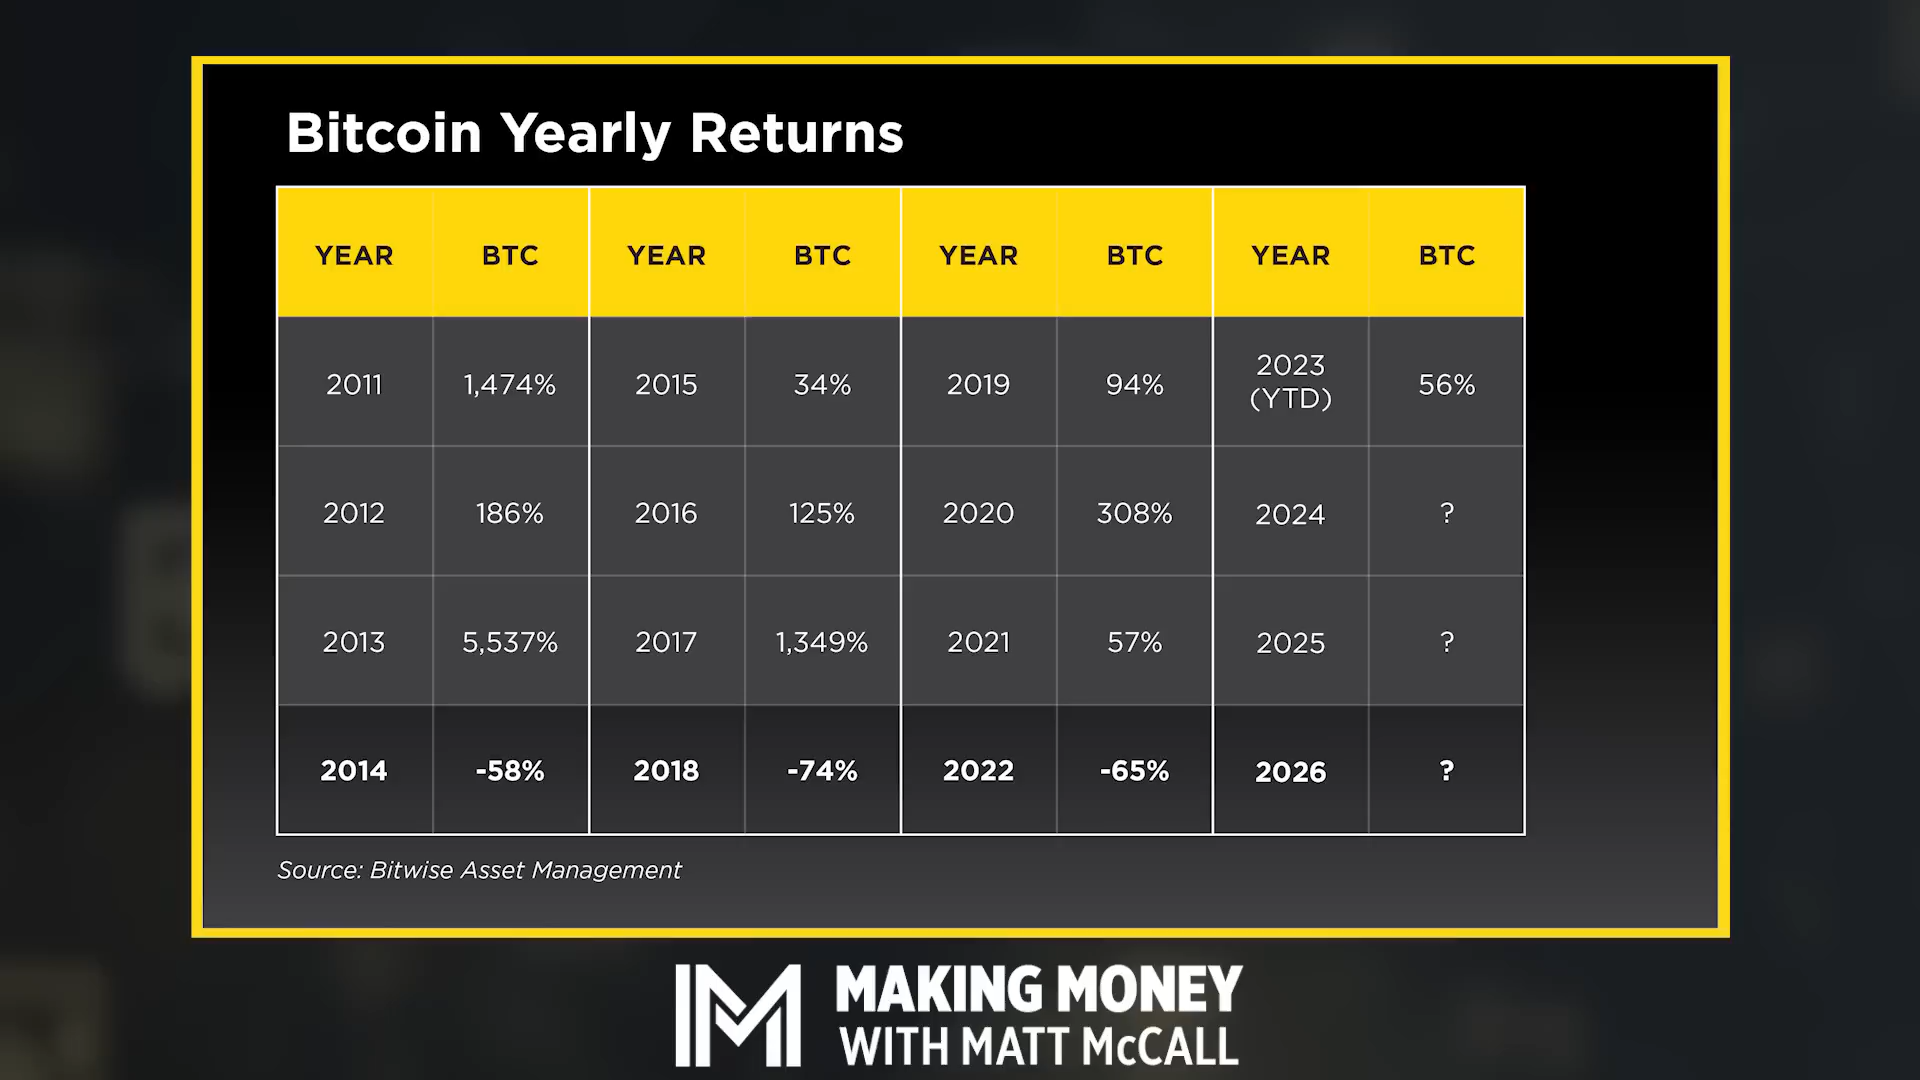 Bitcoin Yearly Returns
YEAR BTC YEAR BTC YEAR BTC YEAR BTC
2011 1,474% 2015 34% 2019 94% 2023 (YTD) 56%
2012 186% 2016 125% 2020 308% 2024 ?
2013 5,537% 2017 1,349% 2021 57% 2025 ?
2014 -58% 2018 -74% 2022 -65% 2026 ?
Source: Bitwise Asset Management
MAKING MONEY
WITH MATT McCALL